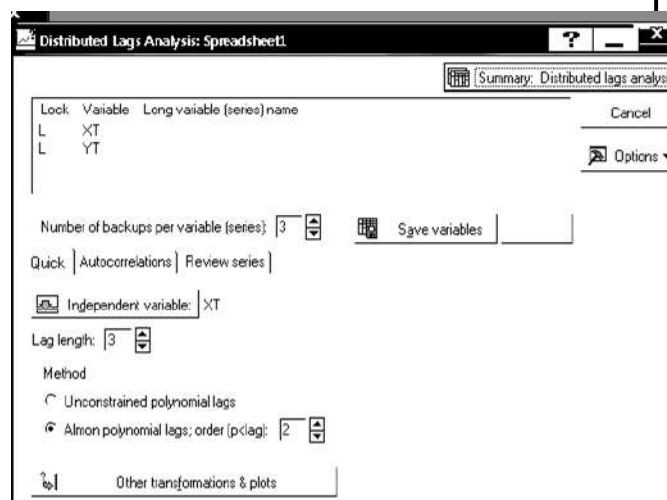 Distributed Lags Analysis: Spreadsheet1
Summary: Distributed lags analysi
Lock Variable Long variable (series) name
L XT
L YT
Cancel
Options
Number of backups per variable (series): 3
Save variables
Quick Autocorrelations Review series
Independent variable: XT
Lag length: 3
Method
Unconstrained polynomial lags
Almon polynomial lags; order (p<lag): 2
Other transformations & plots